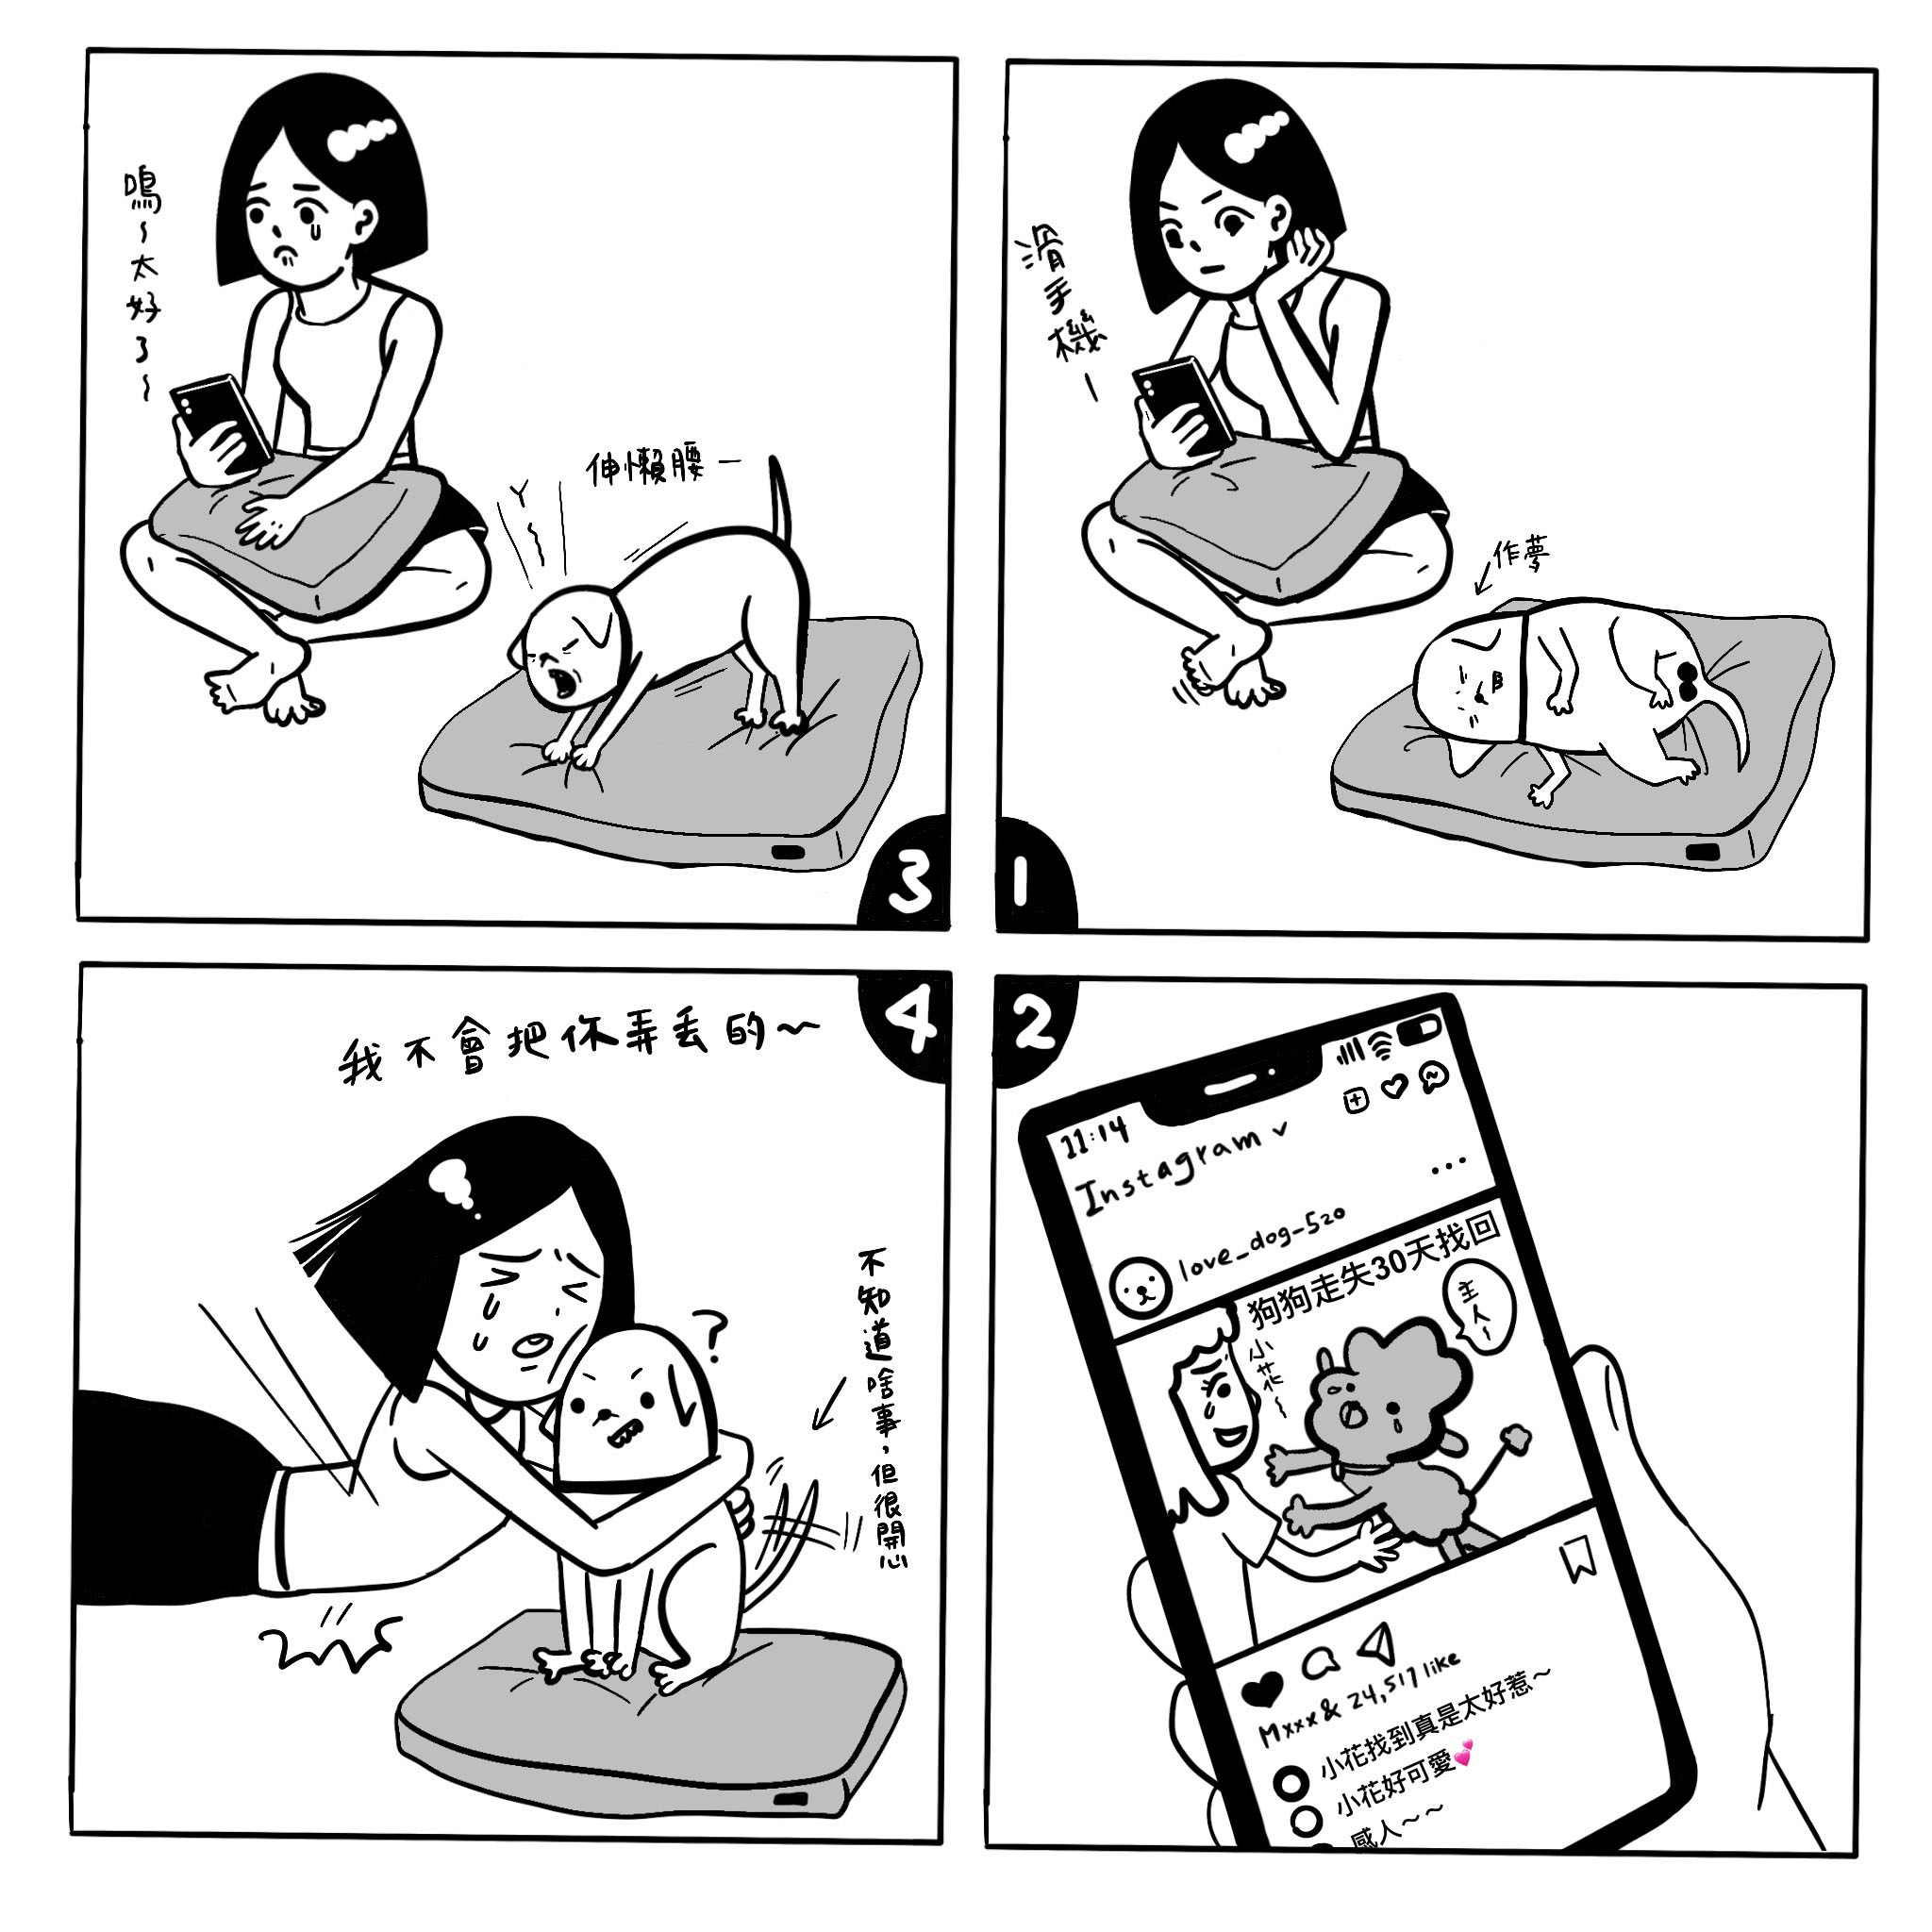 1
滑手機—
作夢
2
11:14
Instagram
love_dog-520
狗狗走失30天找回
主人~
小花~
Mxxx & 24,517 like
小花找到真是太好惹~
小花好可愛💕
感人~~
3
嗚~太好了~
伸懶腰—
ㄚ~
4
我不會把你弄丟的~
?
不知道啥事,但很開心